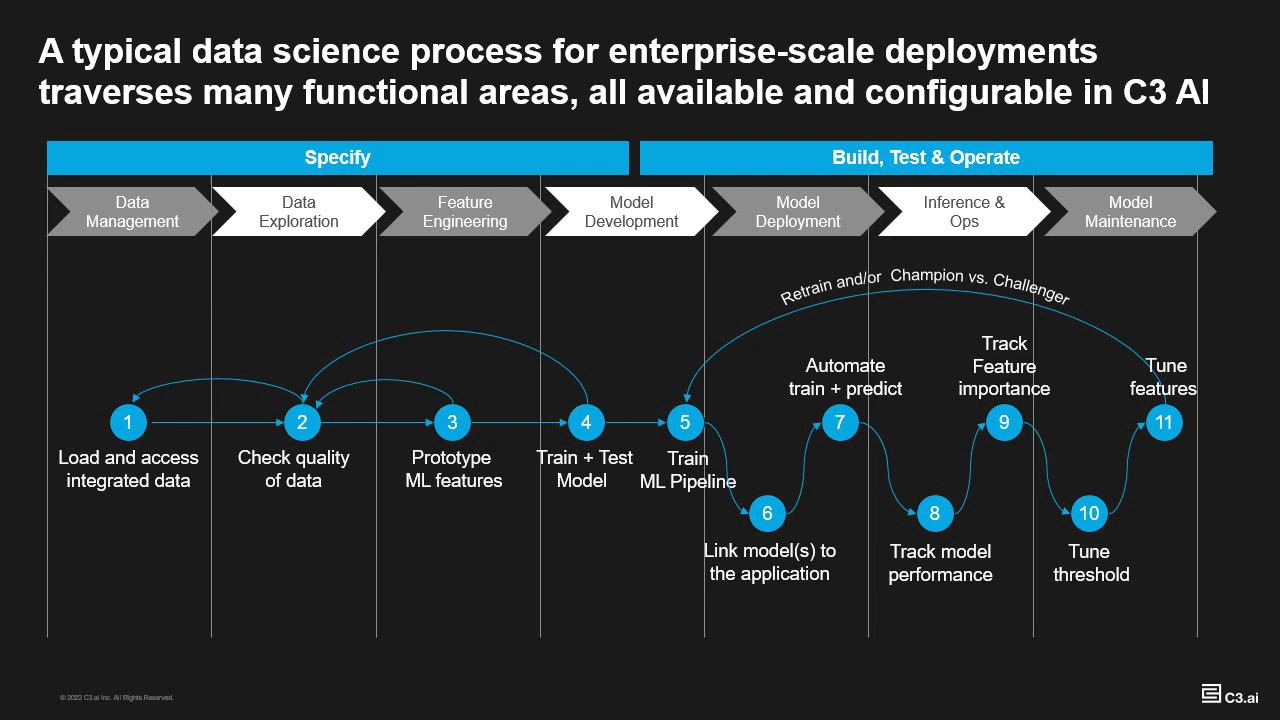 A typical data science process for enterprise-scale deployments
traverses many functional areas, all available and configurable in C3 AI
Specify
Build, Test & Operate
Data
Management
Data
Exploration
Feature
Engineering
Model
Development
Model
Deployment
Inference &
Ops
Model
Maintenance
Retrain and/or Champion vs. Challenger
1
Load and access
integrated data
2
Check quality
of data
3
Prototype
ML features
4
Train + Test
Model
5
Train
ML Pipeline
6
Link model(s) to
the application
Automate
train + predict
7
8
Track model
performance
Track
Feature
importance
9
10
Tune
threshold
Tune
features
11
© 2022 C3.ai Inc. All Rights Reserved.
C3.ai